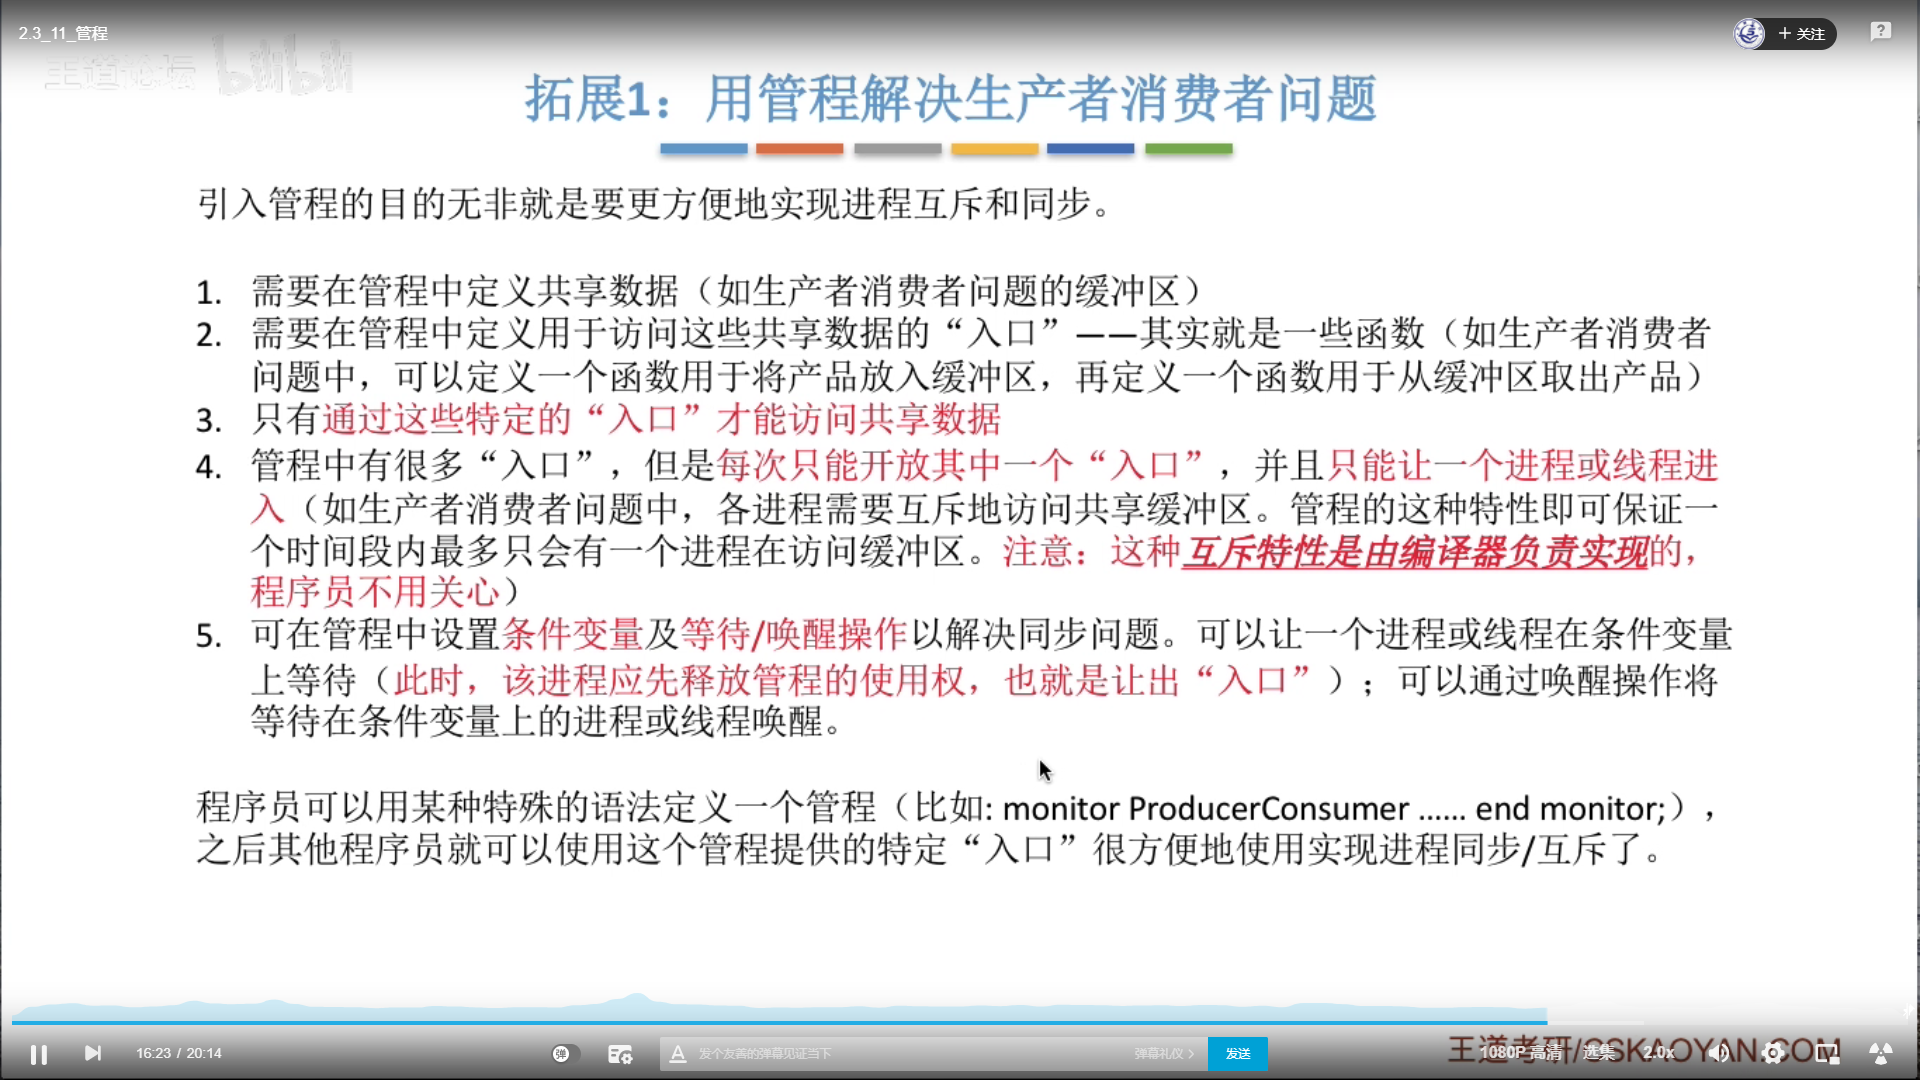 2.3_11_管程
+ 关注
王道论坛 bilibili
拓展1：用管程解决生产者消费者问题
引入管程的目的无非就是要更方便地实现进程互斥和同步。
1. 需要在管程中定义共享数据（如生产者消费者问题的缓冲区）
2. 需要在管程中定义用于访问这些共享数据的“入口”——其实就是一些函数（如生产者消费者
问题中，可以定义一个函数用于将产品放入缓冲区，再定义一个函数用于从缓冲区取出产品）
3. 只有通过这些特定的“入口”才能访问共享数据
4. 管程中有很多“入口”，但是每次只能开放其中一个“入口”，并且只能让一个进程或线程进
入（如生产者消费者问题中，各进程需要互斥地访问共享缓冲区。管程的这种特性即可保证一
个时间段内最多只会有一个进程在访问缓冲区。注意：这种互斥特性是由编译器负责实现的，
程序员不用关心）
5. 可在管程中设置条件变量及等待/唤醒操作以解决同步问题。可以让一个进程或线程在条件变量
上等待（此时，该进程应先释放管程的使用权，也就是让出“入口”）；可以通过唤醒操作将
等待在条件变量上的进程或线程唤醒。
程序员可以用某种特殊的语法定义一个管程（比如: monitor ProducerConsumer …… end monitor;），
之后其他程序员就可以使用这个管程提供的特定“入口”很方便地使用实现进程同步/互斥了。
16:23 / 20:14
弹
发个友善的弹幕见证当下
弹幕礼仪 >
发送
王道考研/CSKAOYAN.COM
1080P 高清
选集
2.0x